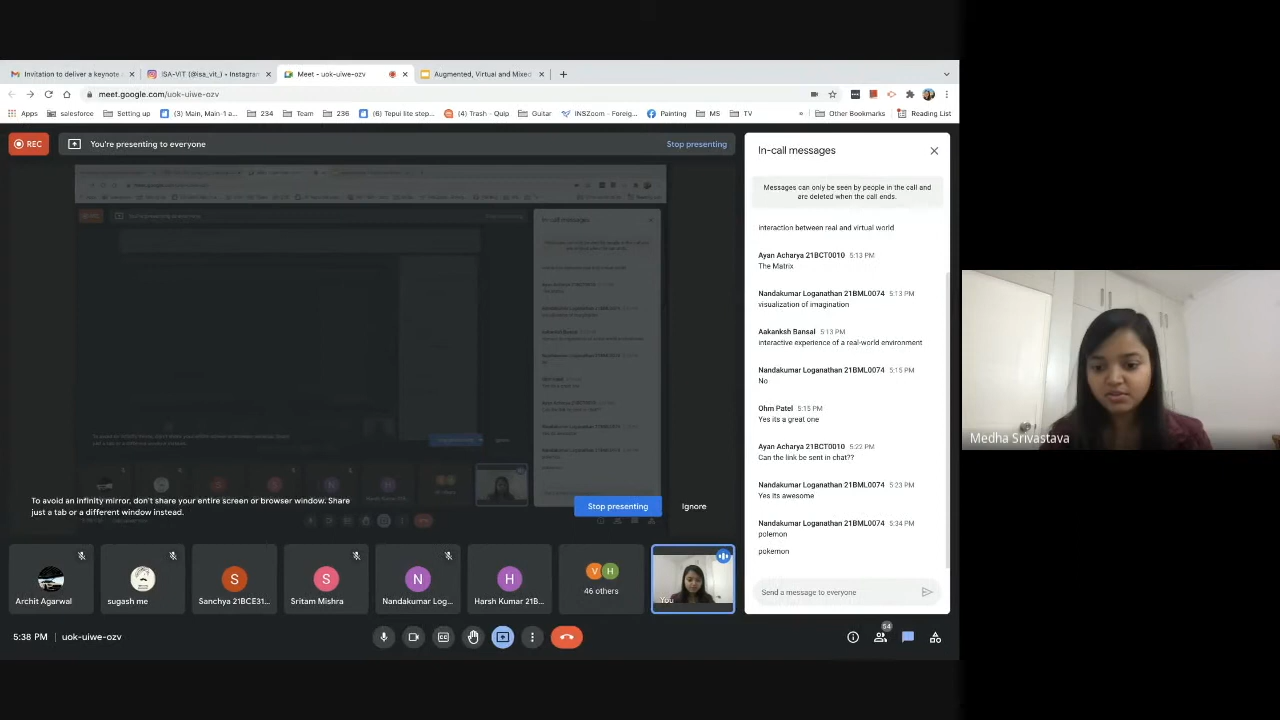 Invitation to deliver a keynote
ISA-VIT (@isa_vit_) • Instagram
Meet - uok-uiwe-ozv
Augmented, Virtual and Mixed
meet.google.com/uok-uiwe-ozv
Apps
salesforce
Setting up
(3) Main, Main-1 a...
234
Team
236
(6) Tepui lite step...
(4) Trash - Quip
Guitar
INSZoom - Foreig...
Painting
MS
TV
»
Other Bookmarks
Reading List
REC
You're presenting to everyone
Stop presenting
In-call messages
Messages can only be seen by people in the call and
are deleted when the call ends.
interaction between real and virtual world
Ayan Acharya 21BCT0010 5:13 PM
The Matrix
Nandakumar Loganathan 21BML0074 5:13 PM
visualization of imagination
Aakanksh Bansal 5:13 PM
interactive experience of a real-world environment
Nandakumar Loganathan 21BML0074 5:15 PM
No
Ohm Patel 5:15 PM
Yes its a great one
Ayan Acharya 21BCT0010 5:22 PM
Can the link be sent in chat??
Nandakumar Loganathan 21BML0074 5:23 PM
Yes its awesome
Nandakumar Loganathan 21BML0074 5:34 PM
polemon
pokemon
Send a message to everyone
To avoid an infinity mirror, don't share your entire screen or browser window. Share
just a tab or a different window instead.
Stop presenting
Ignore
Archit Agarwal
sugash me
S
Sanchya 21BCE31...
S
Sritam Mishra
N
Nandakumar Log...
H
Harsh Kumar 21B...
V H
46 others
You
5:38 PM
uok-uiwe-ozv
54
Medha Srivastava